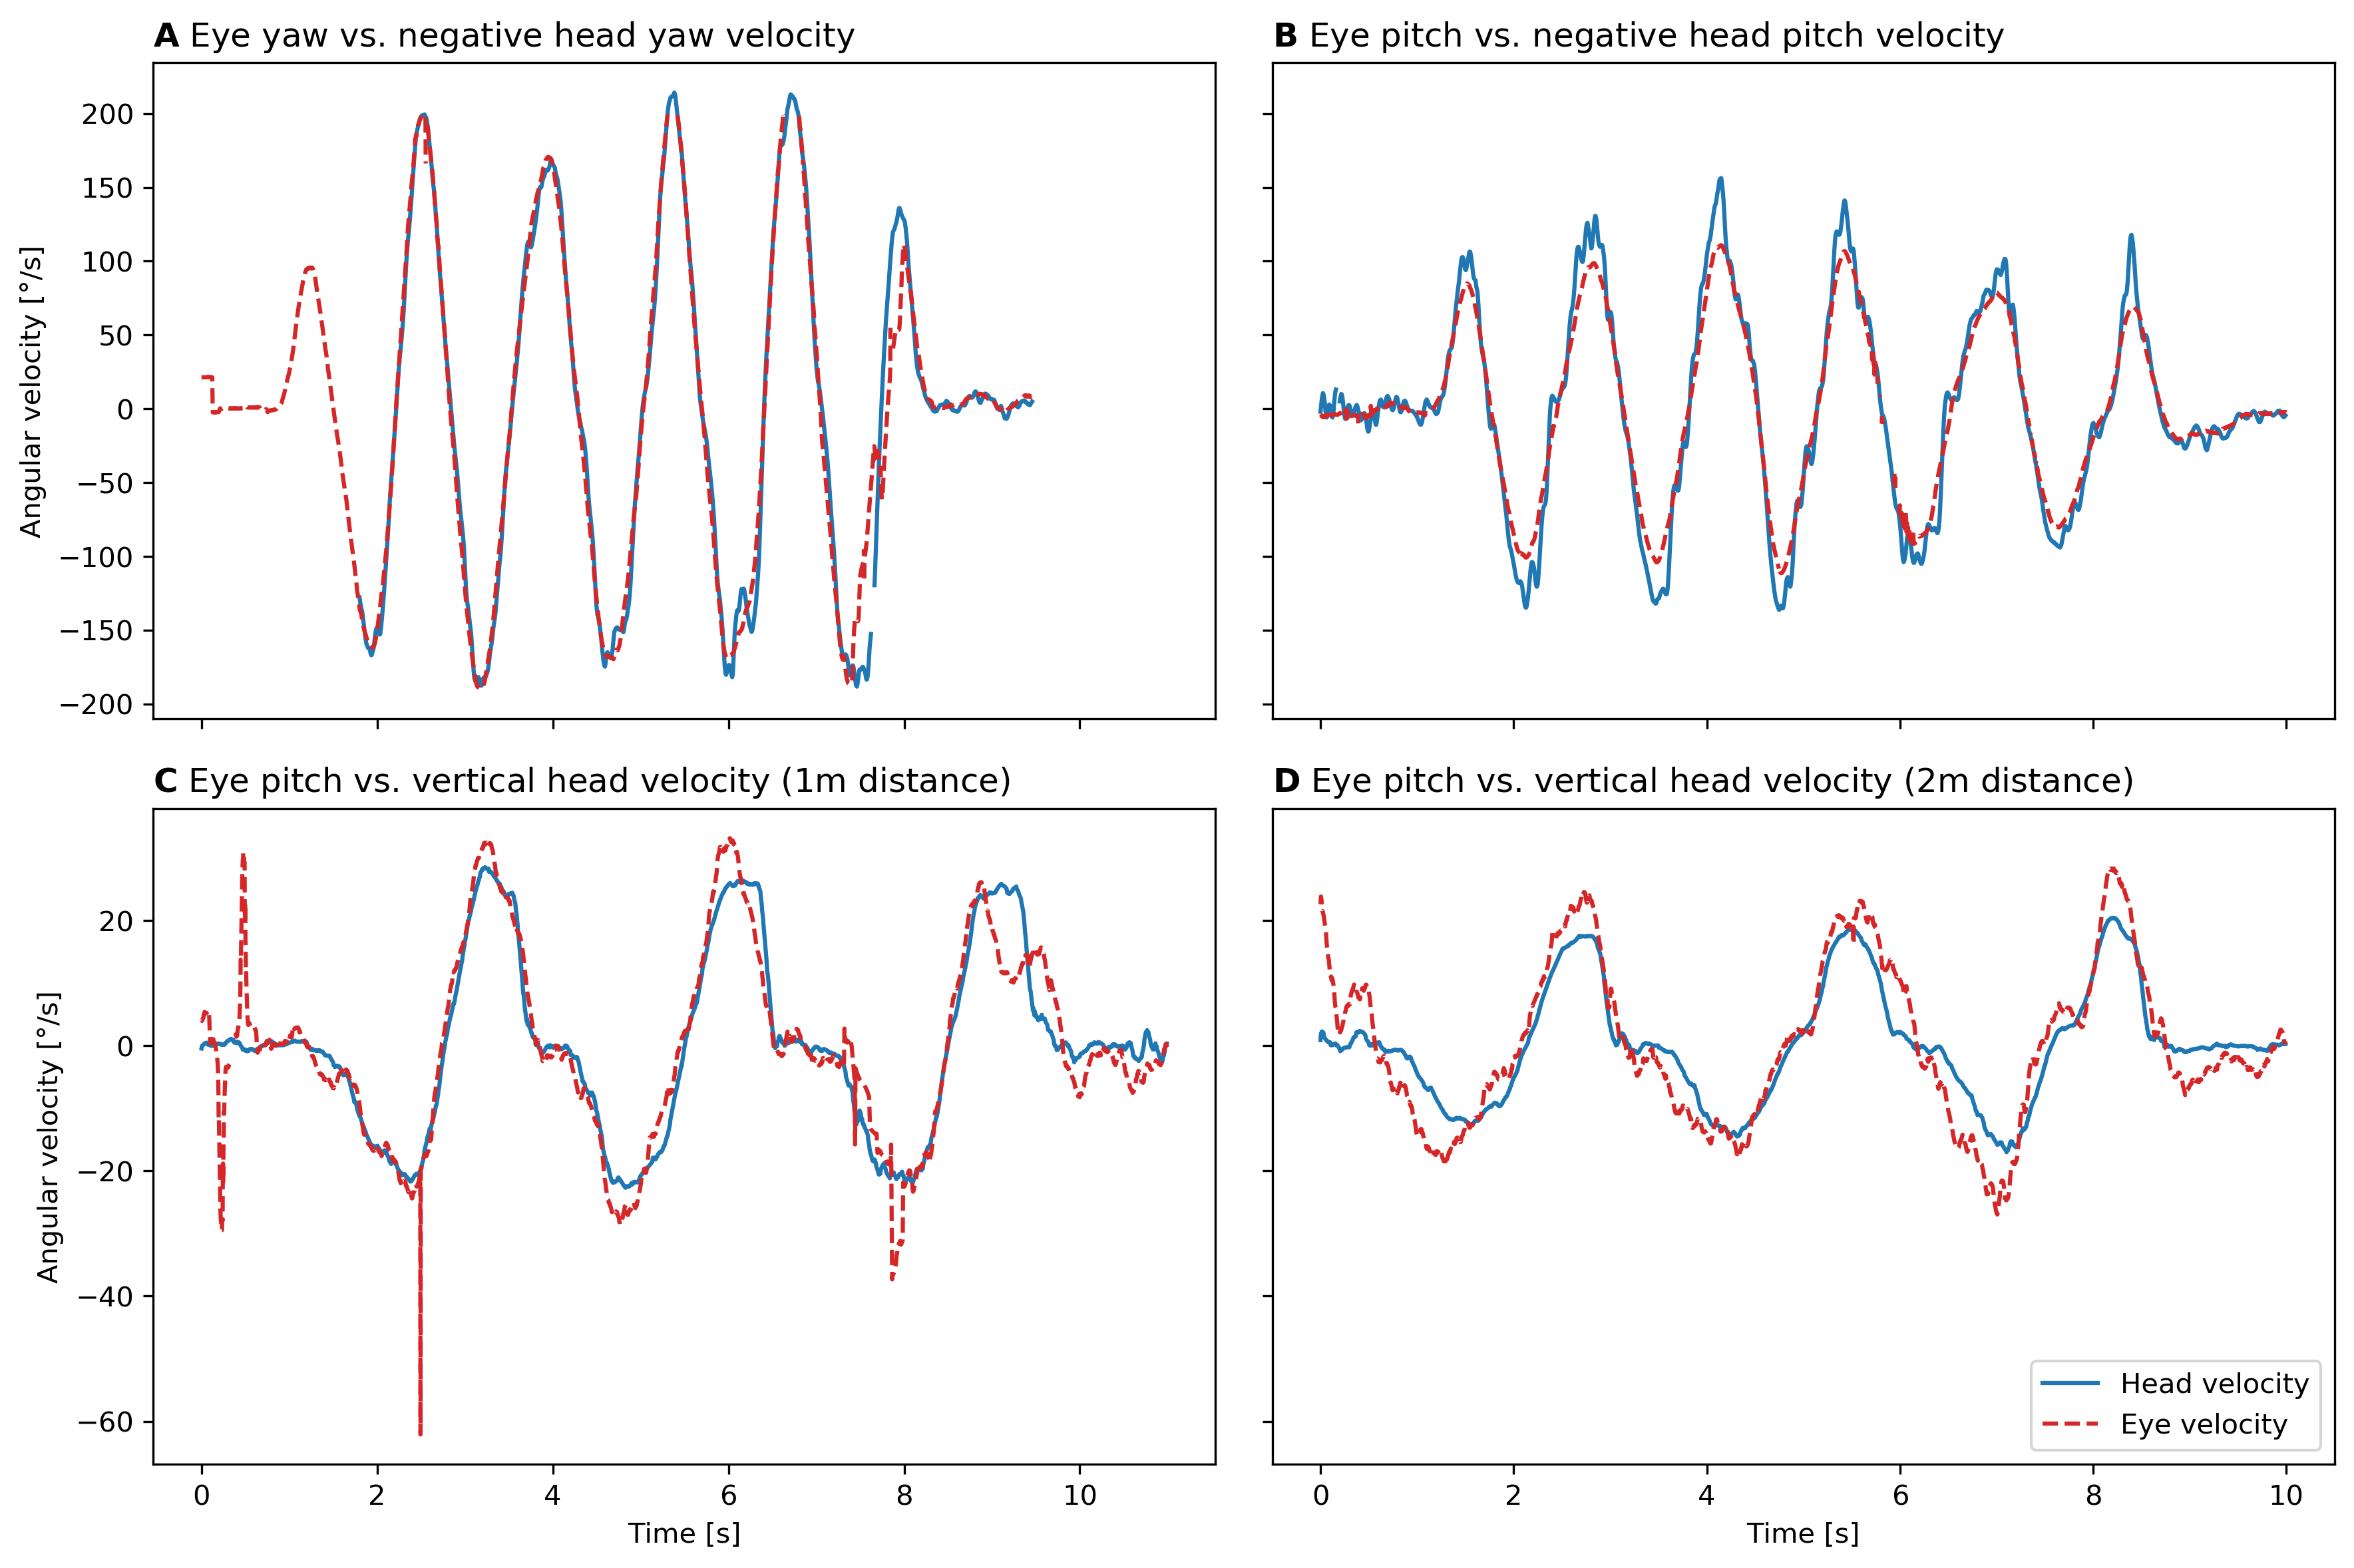 A Eye yaw vs. negative head yaw velocity
B Eye pitch vs. negative head pitch velocity
Angular velocity [°/s]
200
150
100
50
0
−50
−100
−150
−200
C Eye pitch vs. vertical head velocity (1m distance)
D Eye pitch vs. vertical head velocity (2m distance)
Angular velocity [°/s]
20
0
−20
−40
−60
0 2 4 6 8 10
Time [s]
Head velocity
Eye velocity
0 2 4 6 8 10
Time [s]